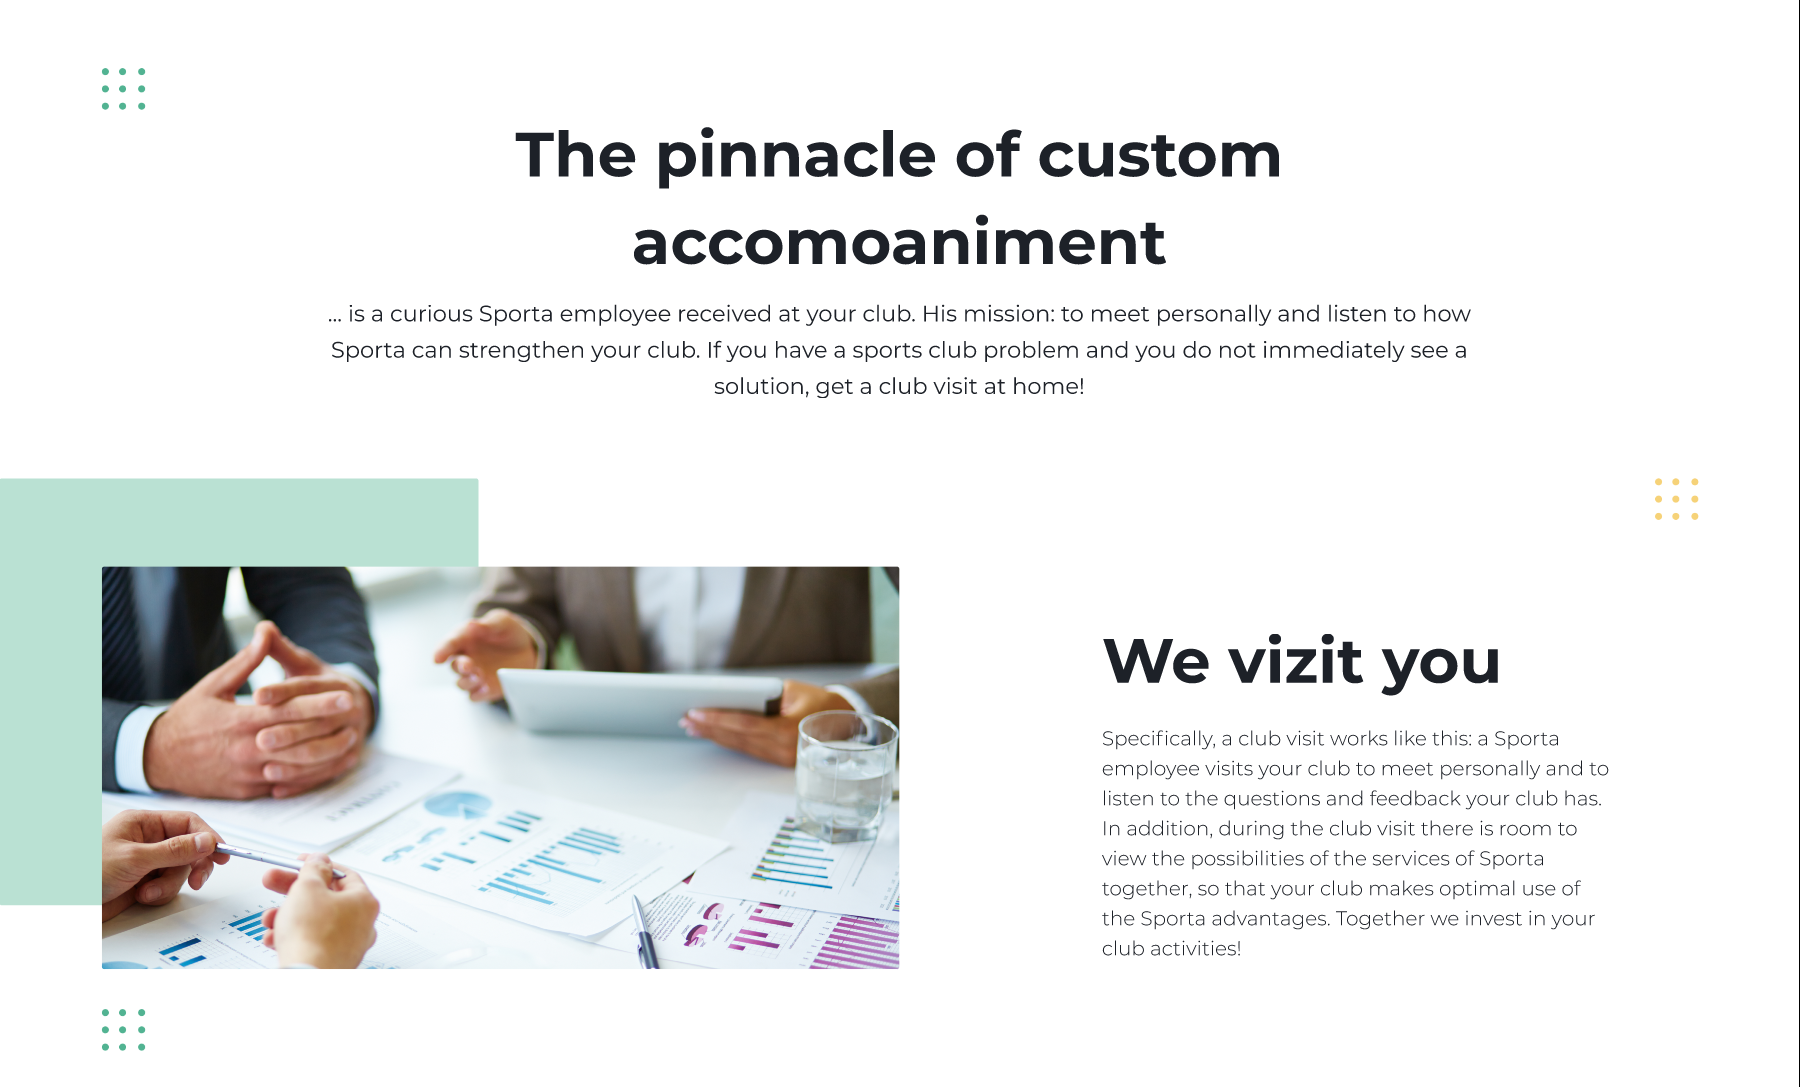 The pinnacle of custom
accomoaniment
... is a curious Sporta employee received at your club. His mission: to meet personally and listen to how
Sporta can strengthen your club. If you have a sports club problem and you do not immediately see a
solution, get a club visit at home!
We vizit you
Specifically, a club visit works like this: a Sporta
employee visits your club to meet personally and to
listen to the questions and feedback your club has.
In addition, during the club visit there is room to
view the possibilities of the services of Sporta
together, so that your club makes optimal use of
the Sporta advantages. Together we invest in your
club activities!